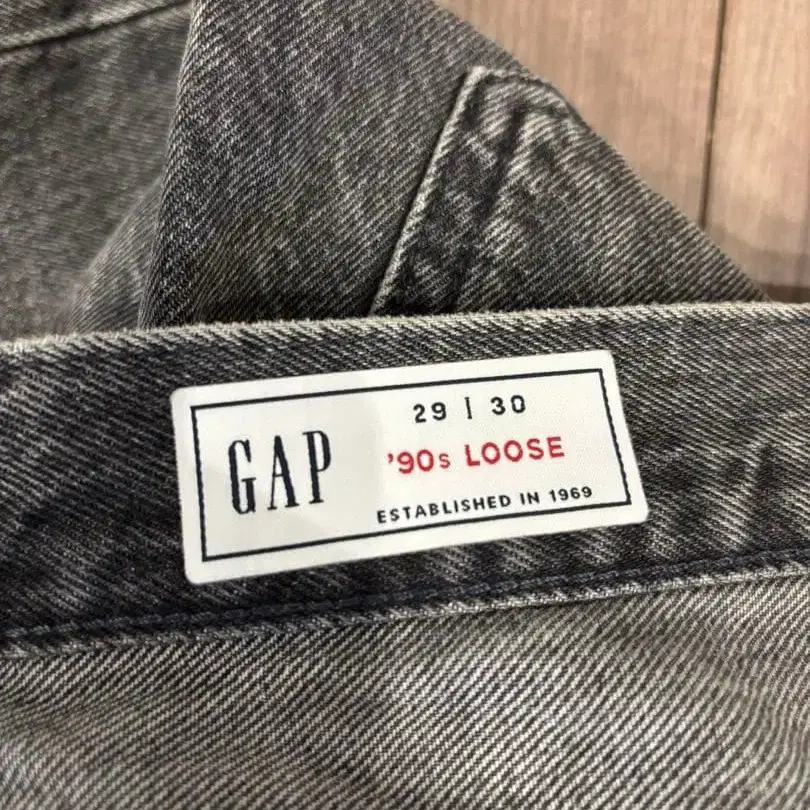 GAP
29 | 30
'90s LOOSE
ESTABLISHED IN 1969